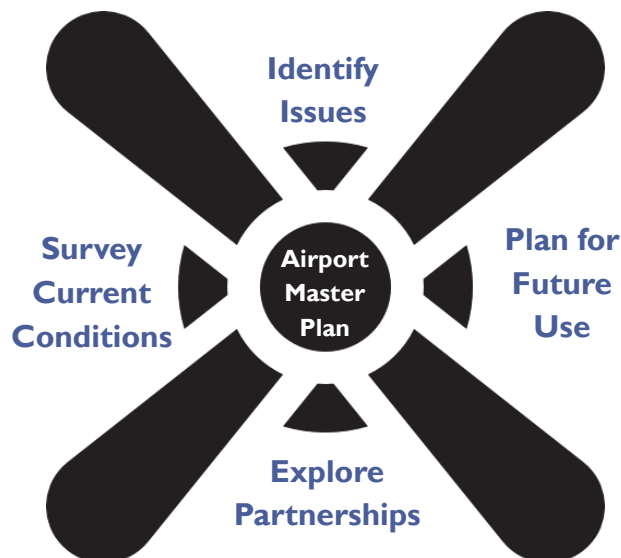 Identify
Issues
Survey
Current
Conditions
Airport
Master
Plan
Plan for
Future
Use
Explore
Partnerships